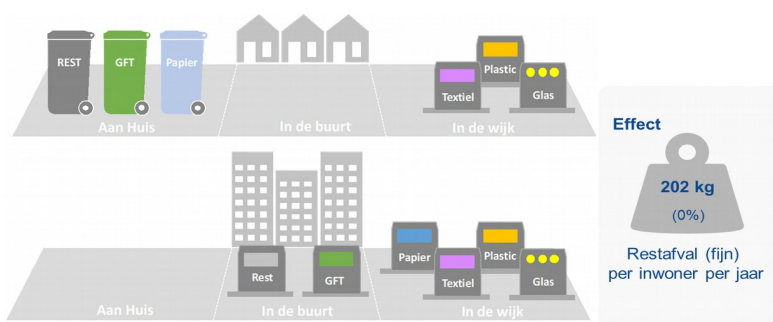 REST
GFT
Papier
Plastic
Textiel
Glas
Aan Huis
In de buurt
In de wijk
Rest
GFT
Papier
Plastic
Textiel
Glas
Aan Huis
In de buurt
In de wijk
Effect
202 kg
(0%)
Restafval (fijn)
per inwoner per jaar